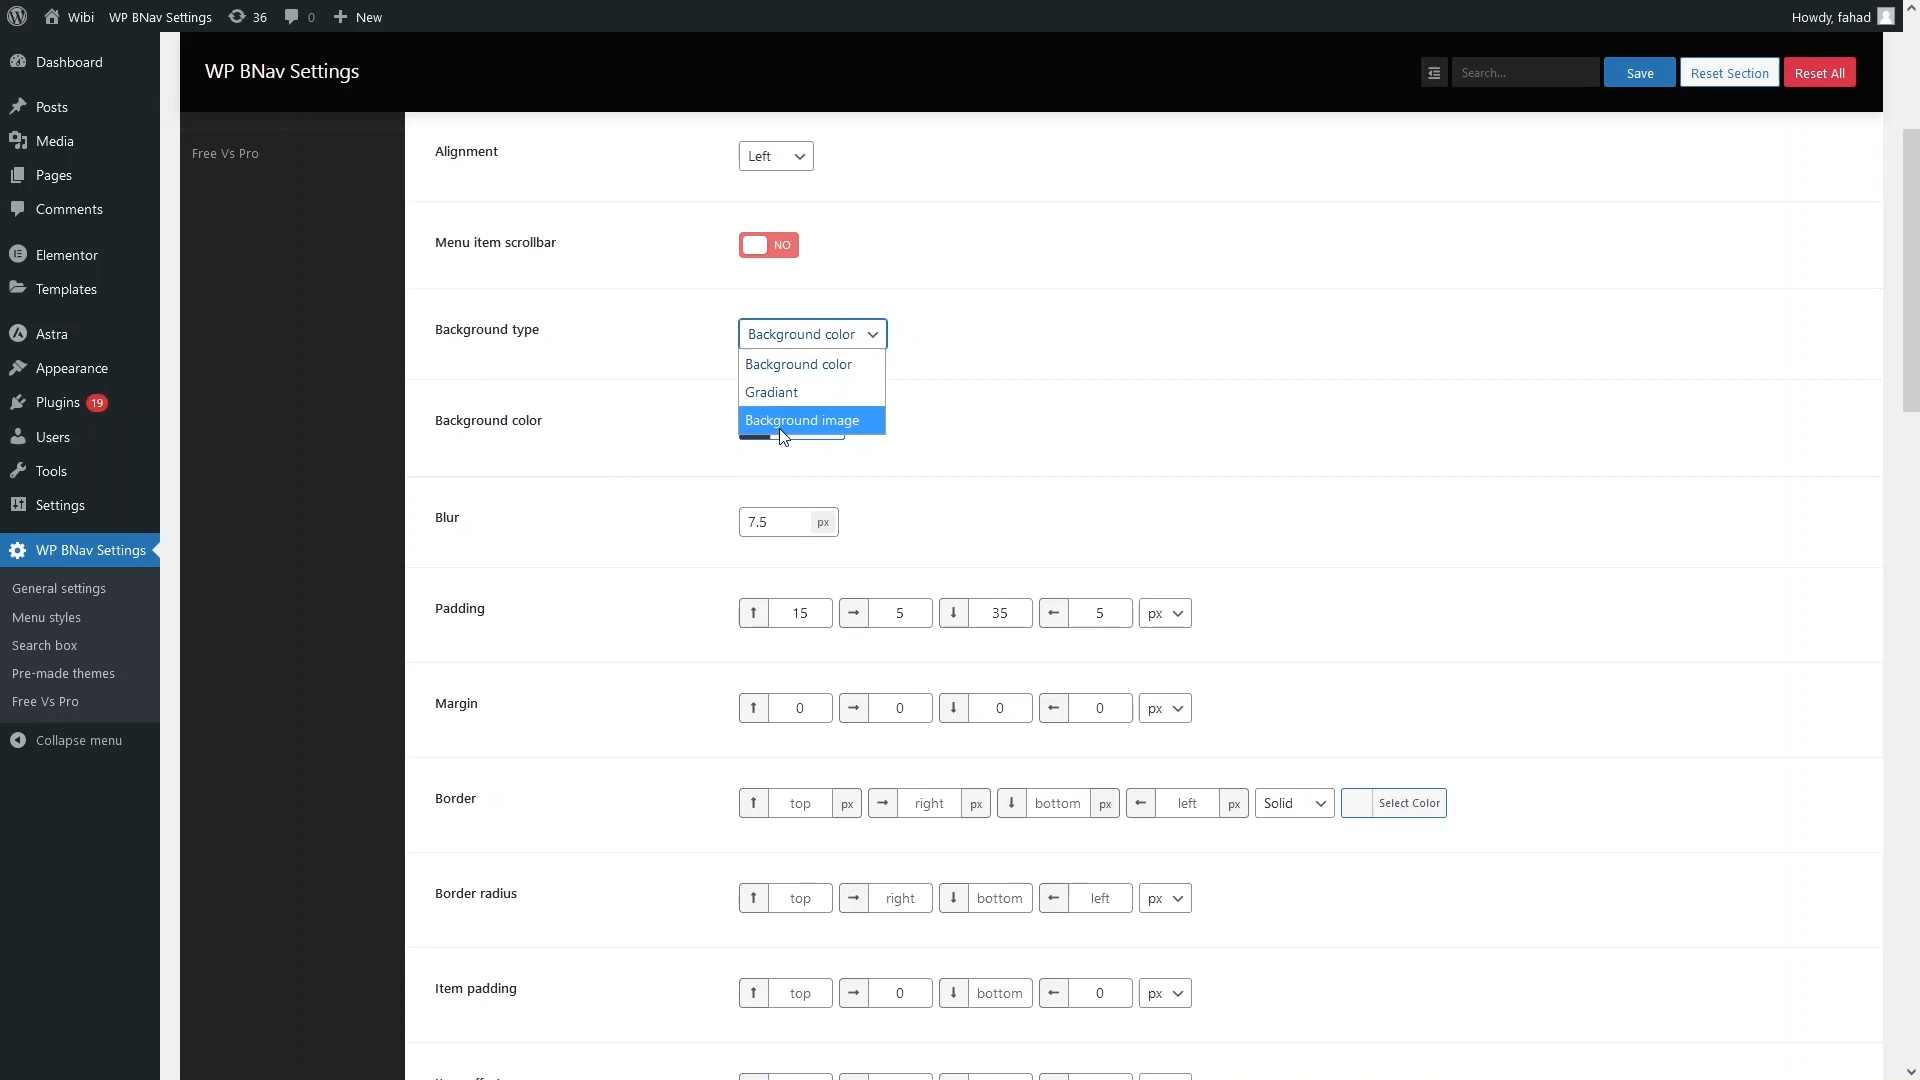 Wibi WP BNav Settings 36 0 New Howdy, fahad
WP BNav Settings
Search...
Save
Reset Section
Reset All
Dashboard
Posts
Media
Pages
Comments
Elementor
Templates
Astra
Appearance
Plugins 19
Users
Tools
Settings
WP BNav Settings
General settings
Menu styles
Search box
Pre-made themes
Free Vs Pro
Collapse menu
Free Vs Pro
Alignment
Left
Menu item scrollbar
NO
Background type
Background color
Background color
Gradiant
Background image
Background color
Blur
7.5 px
Padding
15 5 35 5 px
Margin
0 0 0 0 px
Border
top px right px bottom px left px Solid Select Color
Border radius
top right bottom left px
Item padding
top 0 bottom 0 px